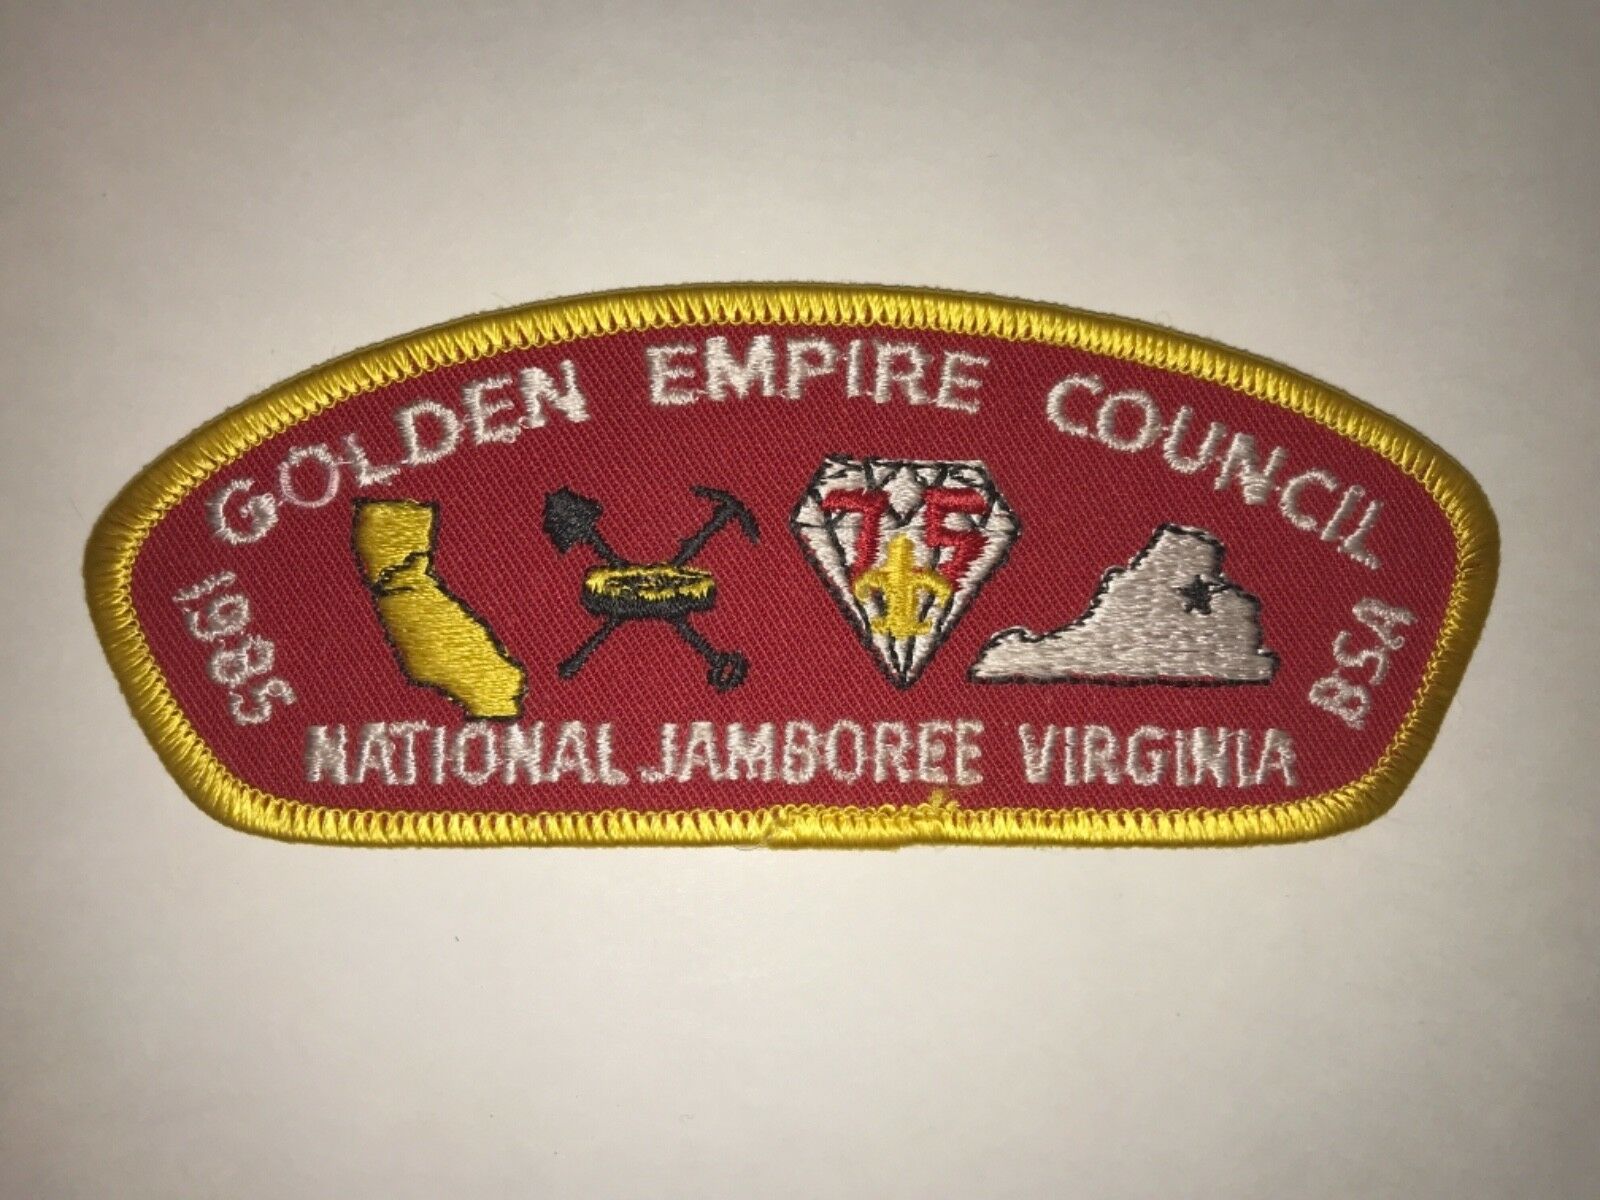 GOLDEN EMPIRE COUNCIL
1985
75
BSA
NATIONAL JAMBOREE VIRGINIA